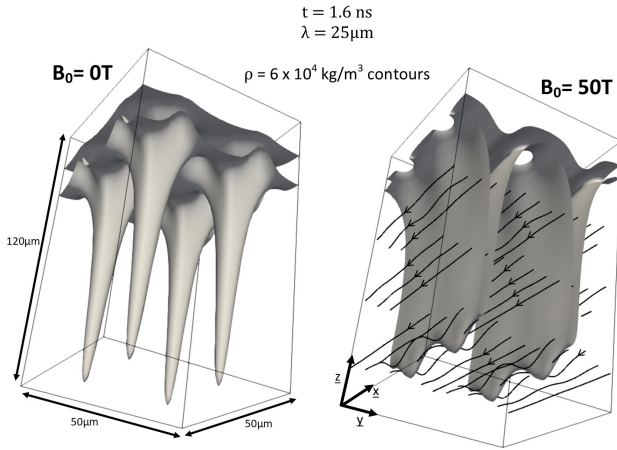 t = 1.6 ns
λ = 25μm
B₀= 0T
ρ = 6 x 10⁴ kg/m³ contours
B₀= 50T
120μm
50μm
50μm
z
x
y